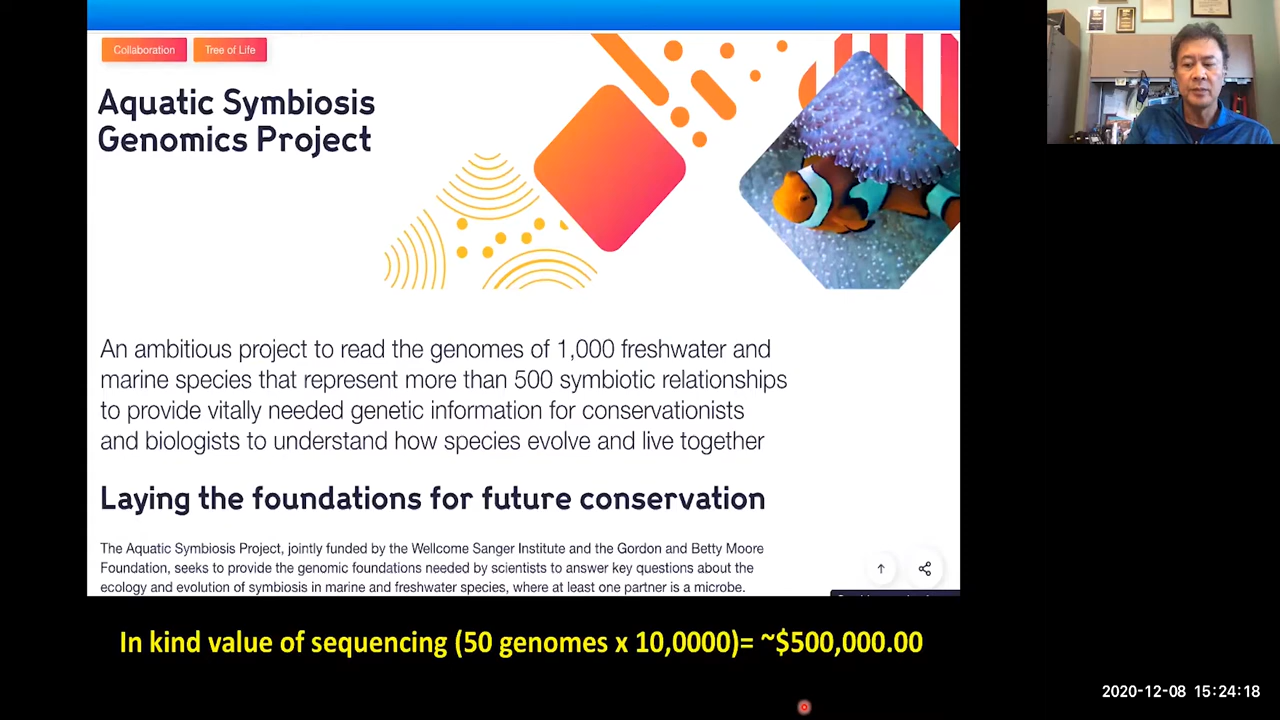 Collaboration
Tree of Life
Aquatic Symbiosis
Genomics Project
An ambitious project to read the genomes of 1,000 freshwater and
marine species that represent more than 500 symbiotic relationships
to provide vitally needed genetic information for conservationists
and biologists to understand how species evolve and live together
Laying the foundations for future conservation
The Aquatic Symbiosis Project, jointly funded by the Wellcome Sanger Institute and the Gordon and Betty Moore
Foundation, seeks to provide the genomic foundations needed by scientists to answer key questions about the
ecology and evolution of symbiosis in marine and freshwater species, where at least one partner is a microbe.
In kind value of sequencing (50 genomes x 10,0000)= ~$500,000.00
2020-12-08 15:24:18